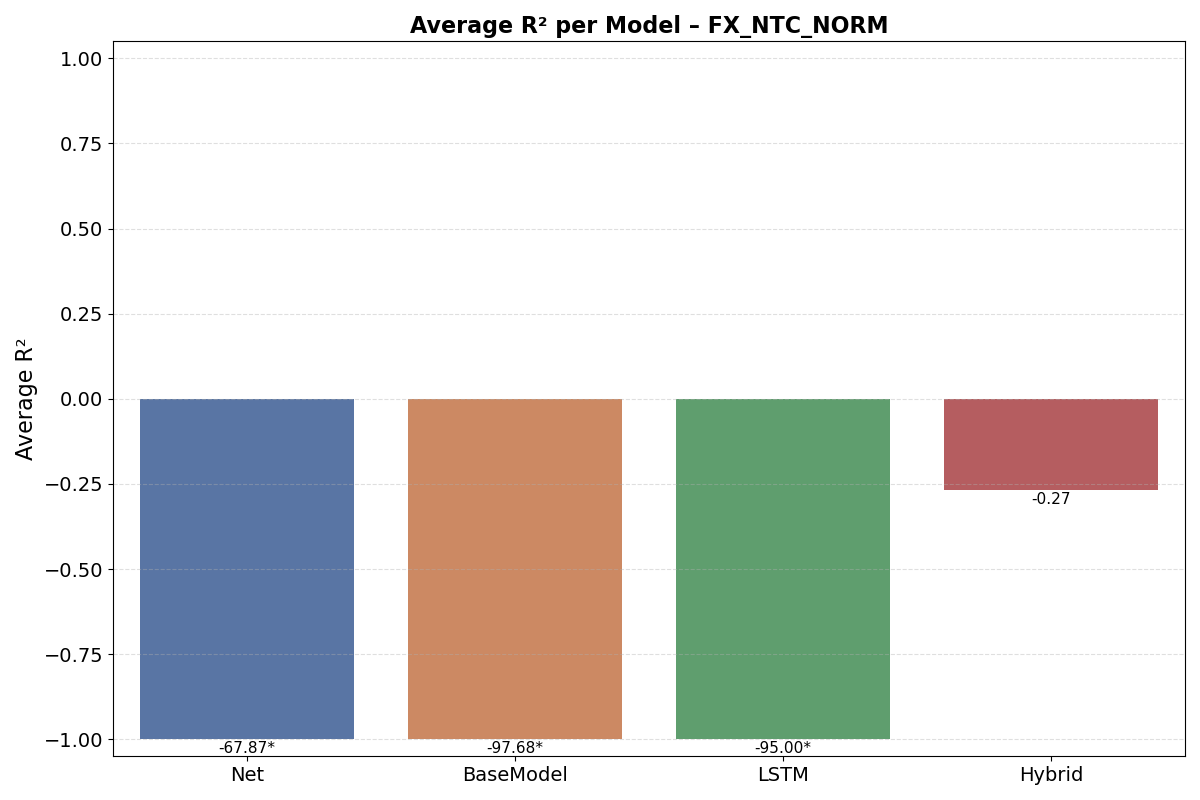 Average R² per Model – FX_NTC_NORM
Average R²
1.00
0.75
0.50
0.25
0.00
−0.25
−0.50
−0.75
−1.00
-67.87*
-97.68*
-95.00*
-0.27
Net
BaseModel
LSTM
Hybrid